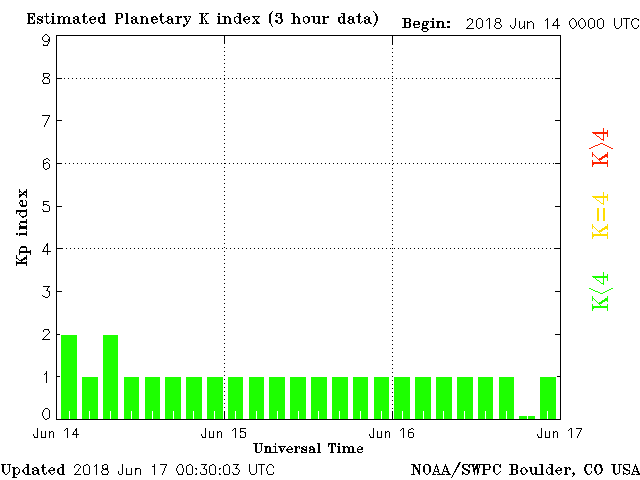 Estimated Planetary K index (3 hour data)
Begin: 2018 Jun 14 0000 UTC
9
8
7
6
5
4
3
2
1
0
Kp index
K>4
K=4
K<4
Jun 14
Jun 15
Jun 16
Jun 17
Universal Time
Updated 2018 Jun 17 00:30:03 UTC
NOAA/SWPC Boulder, CO USA